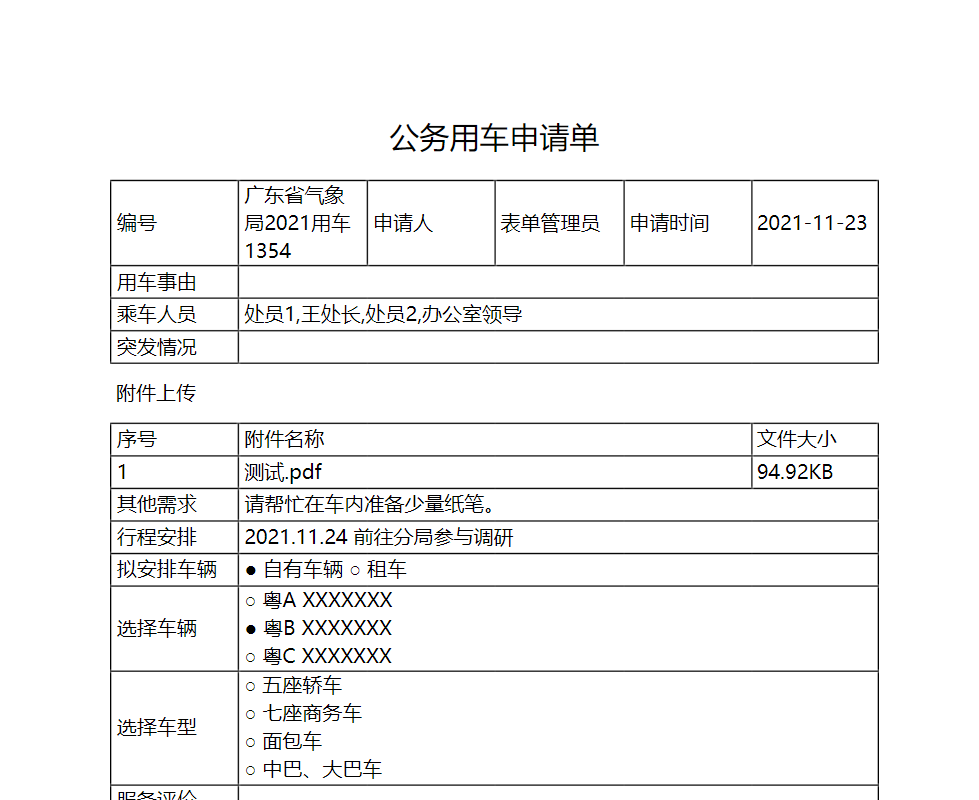 公务用车申请单
编号 广东省气象局2021用车1354 申请人 表单管理员 申请时间 2021-11-23
用车事由
乘车人员 处员1,王处长,处员2,办公室领导
突发情况
附件上传
序号 附件名称 文件大小
1 测试.pdf 94.92KB
其他需求 请帮忙在车内准备少量纸笔。
行程安排 2021.11.24 前往分局参与调研
拟安排车辆 ● 自有车辆 ○ 租车
选择车辆
○ 粤A XXXXXXX
● 粤B XXXXXXX
○ 粤C XXXXXXX
选择车型
○ 五座轿车
○ 七座商务车
○ 面包车
○ 中巴、大巴车
服务评价